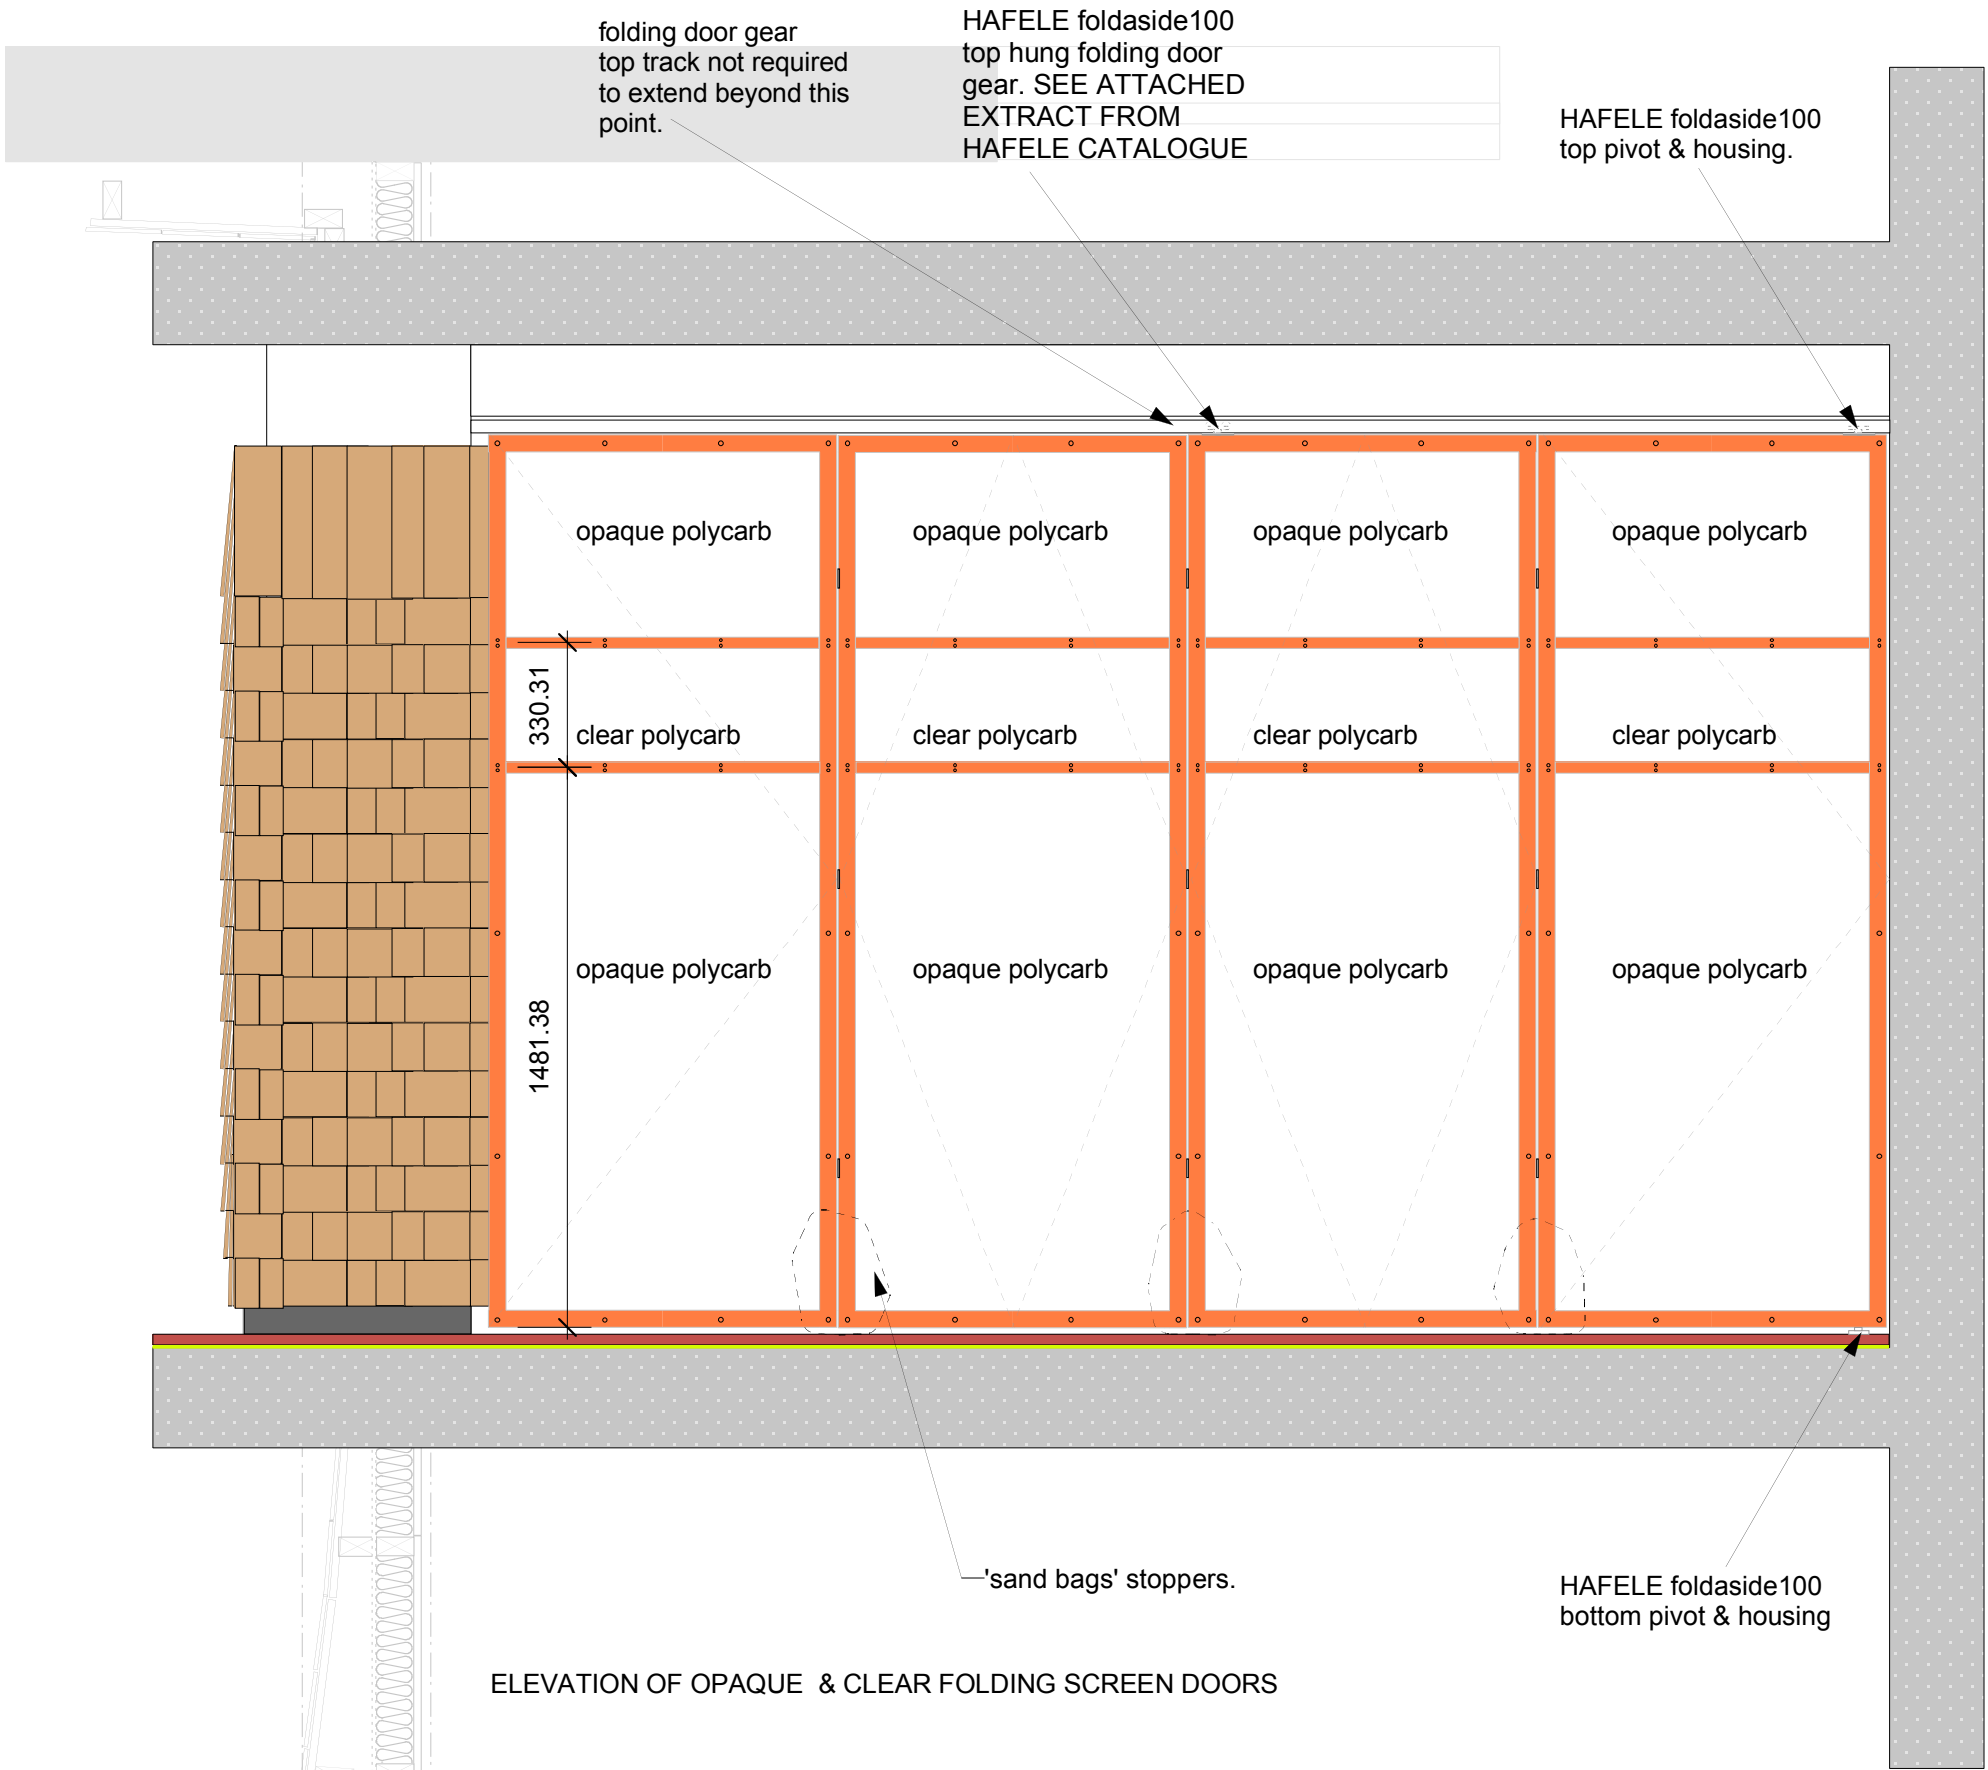 folding door gear
top track not required
to extend beyond this
point.
HAFELE foldaside100
top hung folding door
gear. SEE ATTACHED
EXTRACT FROM
HAFELE CATALOGUE
HAFELE foldaside100
top pivot & housing.
opaque polycarb
opaque polycarb
opaque polycarb
opaque polycarb
330.31
clear polycarb
clear polycarb
clear polycarb
clear polycarb
opaque polycarb
opaque polycarb
opaque polycarb
opaque polycarb
1481.38
'sand bags' stoppers.
HAFELE foldaside100
bottom pivot & housing
ELEVATION OF OPAQUE & CLEAR FOLDING SCREEN DOORS